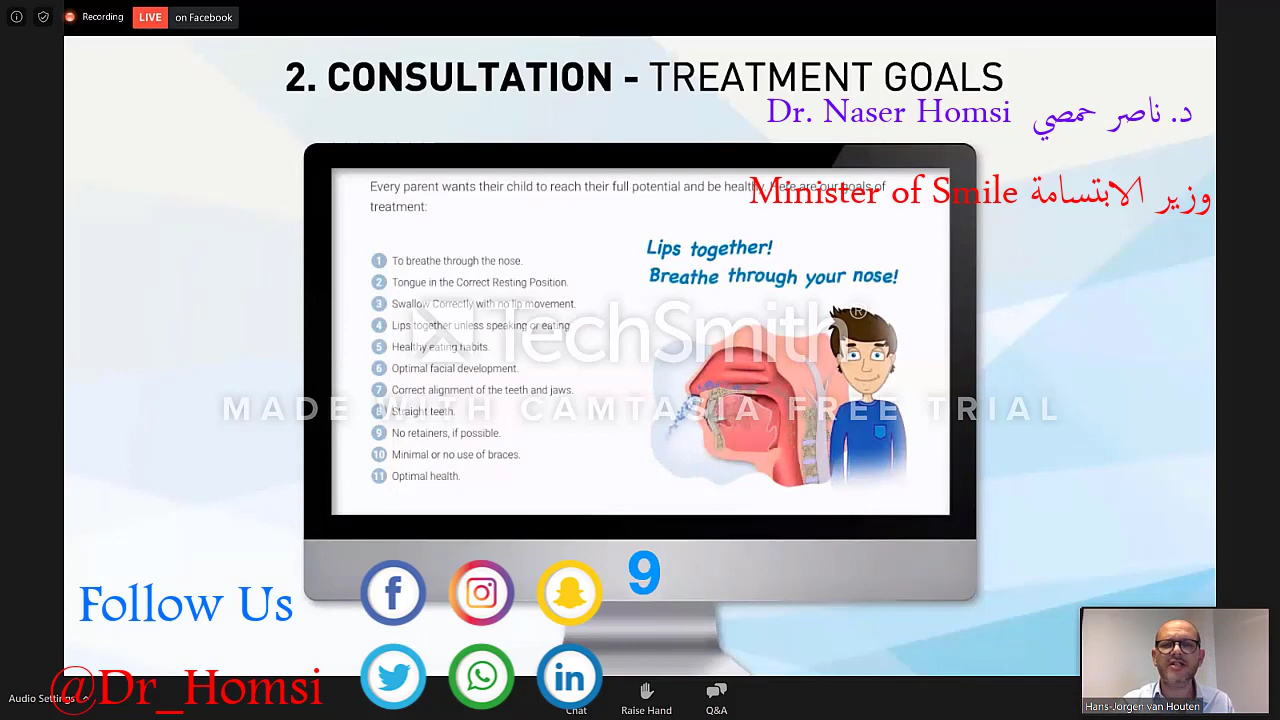 Recording
LIVE on Facebook
2. CONSULTATION - TREATMENT GOALS
Dr. Naser Homsi د. ناصر حمصي
Every parent wants their child to reach their full potential and be healthy. Here are our goals of
treatment:
Minister of Smile وزير الابتسامة
Lips together!
Breathe through your nose!
1 To breathe through the nose.
2 Tongue in the Correct Resting Position.
3 Swallow Correctly with no lip movement.
4 Lips together unless speaking or eating
5 Healthy eating habits.
6 Optimal facial development.
7 Correct alignment of the teeth and jaws.
8 Straight teeth.
9 No retainers, if possible.
10 Minimal or no use of braces.
11 Optimal health.
TechSmith®
MADE WITH CAMTASIA FREE TRIAL
9
Follow Us
@Dr_Homsi
Audio Settings
Chat
Raise Hand
Q&A
Hans-Jorgen van Houten